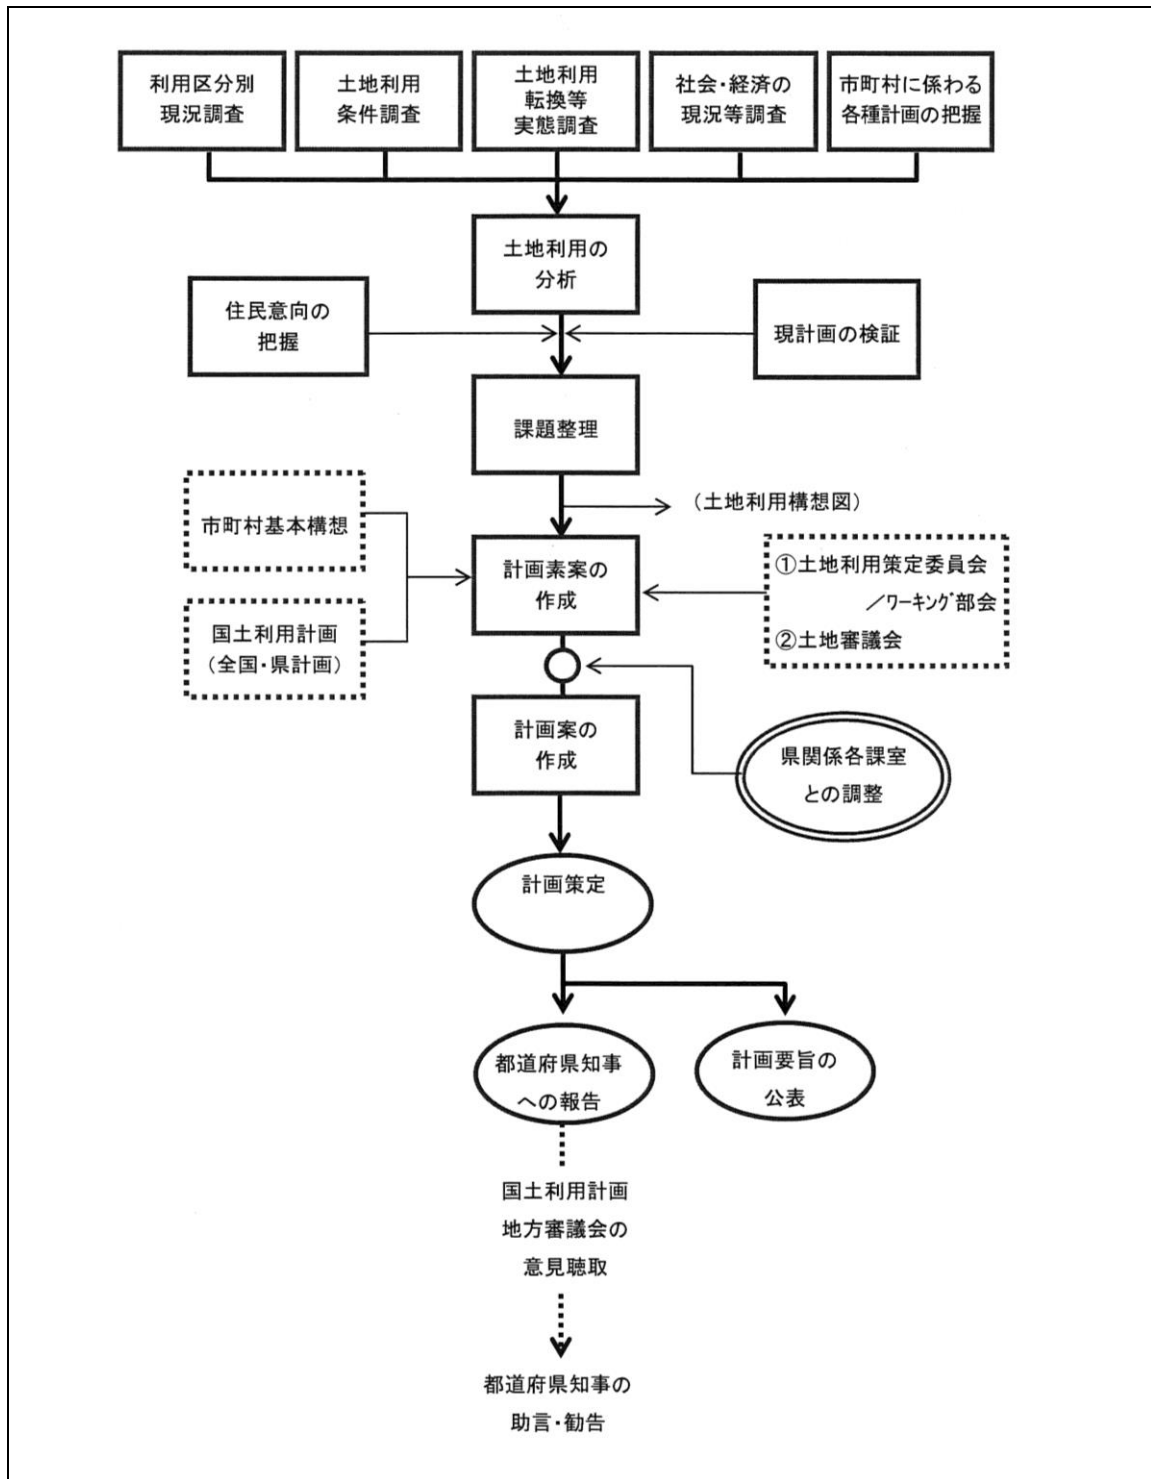 利用区分別
現況調査
土地利用
条件調査
土地利用
転換等
実態調査
社会・経済の
現況等調査
市町村に係わる
各種計画の把握
土地利用の
分析
住民意向の
把握
現計画の検証
課題整理
（土地利用構想図）
市町村基本構想
国土利用計画
（全国・県計画）
計画素案の
作成
①土地利用策定委員会
／ﾜｰｷﾝｸﾞ部会
②土地審議会
計画案の
作成
県関係各課室
との調整
計画策定
都道府県知事
への報告
計画要旨の
公表
国土利用計画
地方審議会の
意見聴取
都道府県知事の
助言・勧告